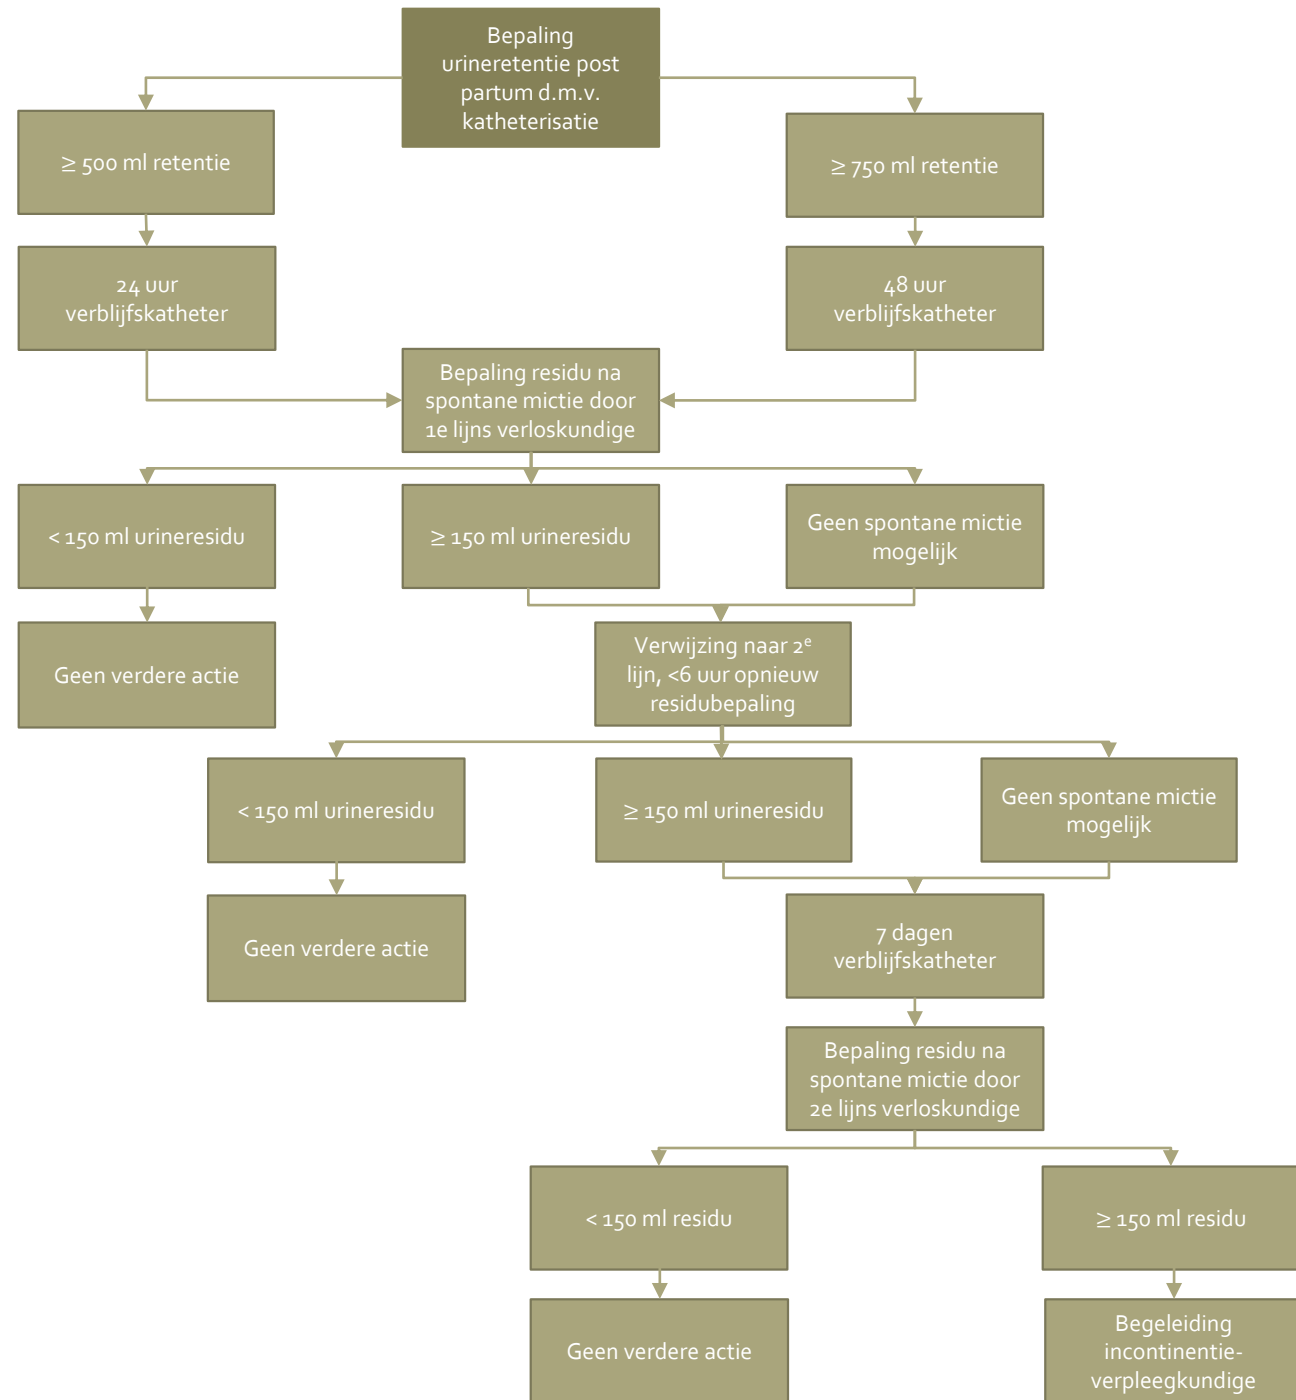 Bepaling
urineretentie post
partum d.m.v.
katheterisatie
≥ 500 ml retentie
≥ 750 ml retentie
24 uur
verblijfskatheter
48 uur
verblijfskatheter
Bepaling residu na
spontane mictie door
1e lijns verloskundige
< 150 ml urineresidu
≥ 150 ml urineresidu
Geen spontane mictie
mogelijk
Geen verdere actie
Verwijzing naar 2ᵉ
lijn, <6 uur opnieuw
residubepaling
< 150 ml urineresidu
≥ 150 ml urineresidu
Geen spontane mictie
mogelijk
Geen verdere actie
7 dagen
verblijfskatheter
Bepaling residu na
spontane mictie door
2e lijns verloskundige
< 150 ml residu
≥ 150 ml residu
Geen verdere actie
Begeleiding
incontinentie-
verpleegkundige